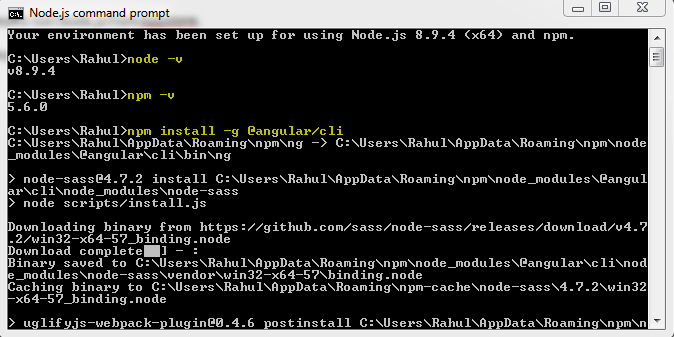 Node.js command prompt
Your environment has been set up for using Node.js 8.9.4 (x64) and npm.
C:\Users\Rahul>node -v
v8.9.4
C:\Users\Rahul>npm -v
5.6.0
C:\Users\Rahul>npm install -g @angular/cli
C:\Users\Rahul\AppData\Roaming\npm\ng -> C:\Users\Rahul\AppData\Roaming\npm\node
_modules\@angular\cli\bin\ng
> node-sass@4.7.2 install C:\Users\Rahul\AppData\Roaming\npm\node_modules\@angul
ar\cli\node_modules\node-sass
> node scripts/install.js
Downloading binary from https://github.com/sass/node-sass/releases/download/v4.7
.2/win32-x64-57_binding.node
Download complete ] - :
Binary saved to C:\Users\Rahul\AppData\Roaming\npm\node_modules\@angular\cli\nod
e_modules\node-sass\vendor\win32-x64-57\binding.node
Caching binary to C:\Users\Rahul\AppData\Roaming\npm-cache\node-sass\4.7.2\win32
-x64-57_binding.node
> uglifyjs-webpack-plugin@0.4.6 postinstall C:\Users\Rahul\AppData\Roaming\npm\n